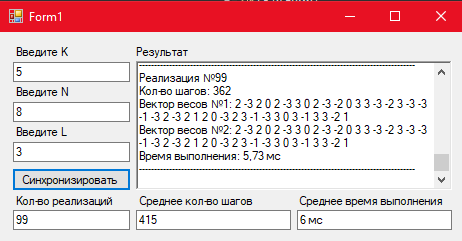 Form1
Введите K
5
Введите N
8
Введите L
3
Синхронизировать
Результат
Реализация №99
Кол-во шагов: 362
Вектор весов №1: 2 -3 2 0 2 -3 -3 0 2 -3 -2 0 3 3 -3 -2 3 -3 -3
-1 -3 2 -3 2 1 2 0 -3 2 3 -1 -3 3 0 3 -1 3 3 -2 1
Вектор весов №2: 2 -3 2 0 2 -3 -3 0 2 -3 -2 0 3 3 -3 -2 3 -3 -3
-1 -3 2 -3 2 1 2 0 -3 2 3 -1 -3 3 0 3 -1 3 3 -2 1
Время выполнения: 5,73 мс
Кол-во реализаций
99
Среднее кол-во шагов
415
Среднее время выполнения
6 мс